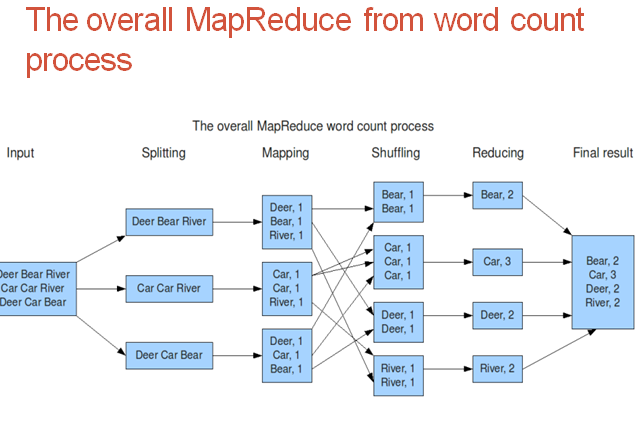 The overall MapReduce from word count
process
The overall MapReduce word count process
Input
Splitting
Mapping
Shuffling
Reducing
Final result
Deer Bear River
Car Car River
Deer Car Bear
Deer Bear River
Car Car River
Deer Car Bear
Deer, 1
Bear, 1
River, 1
Car, 1
Car, 1
River, 1
Deer, 1
Car, 1
Bear, 1
Bear, 1
Bear, 1
Car, 1
Car, 1
Car, 1
Deer, 1
Deer, 1
River, 1
River, 1
Bear, 2
Car, 3
Deer, 2
River, 2
Bear, 2
Car, 3
Deer, 2
River, 2